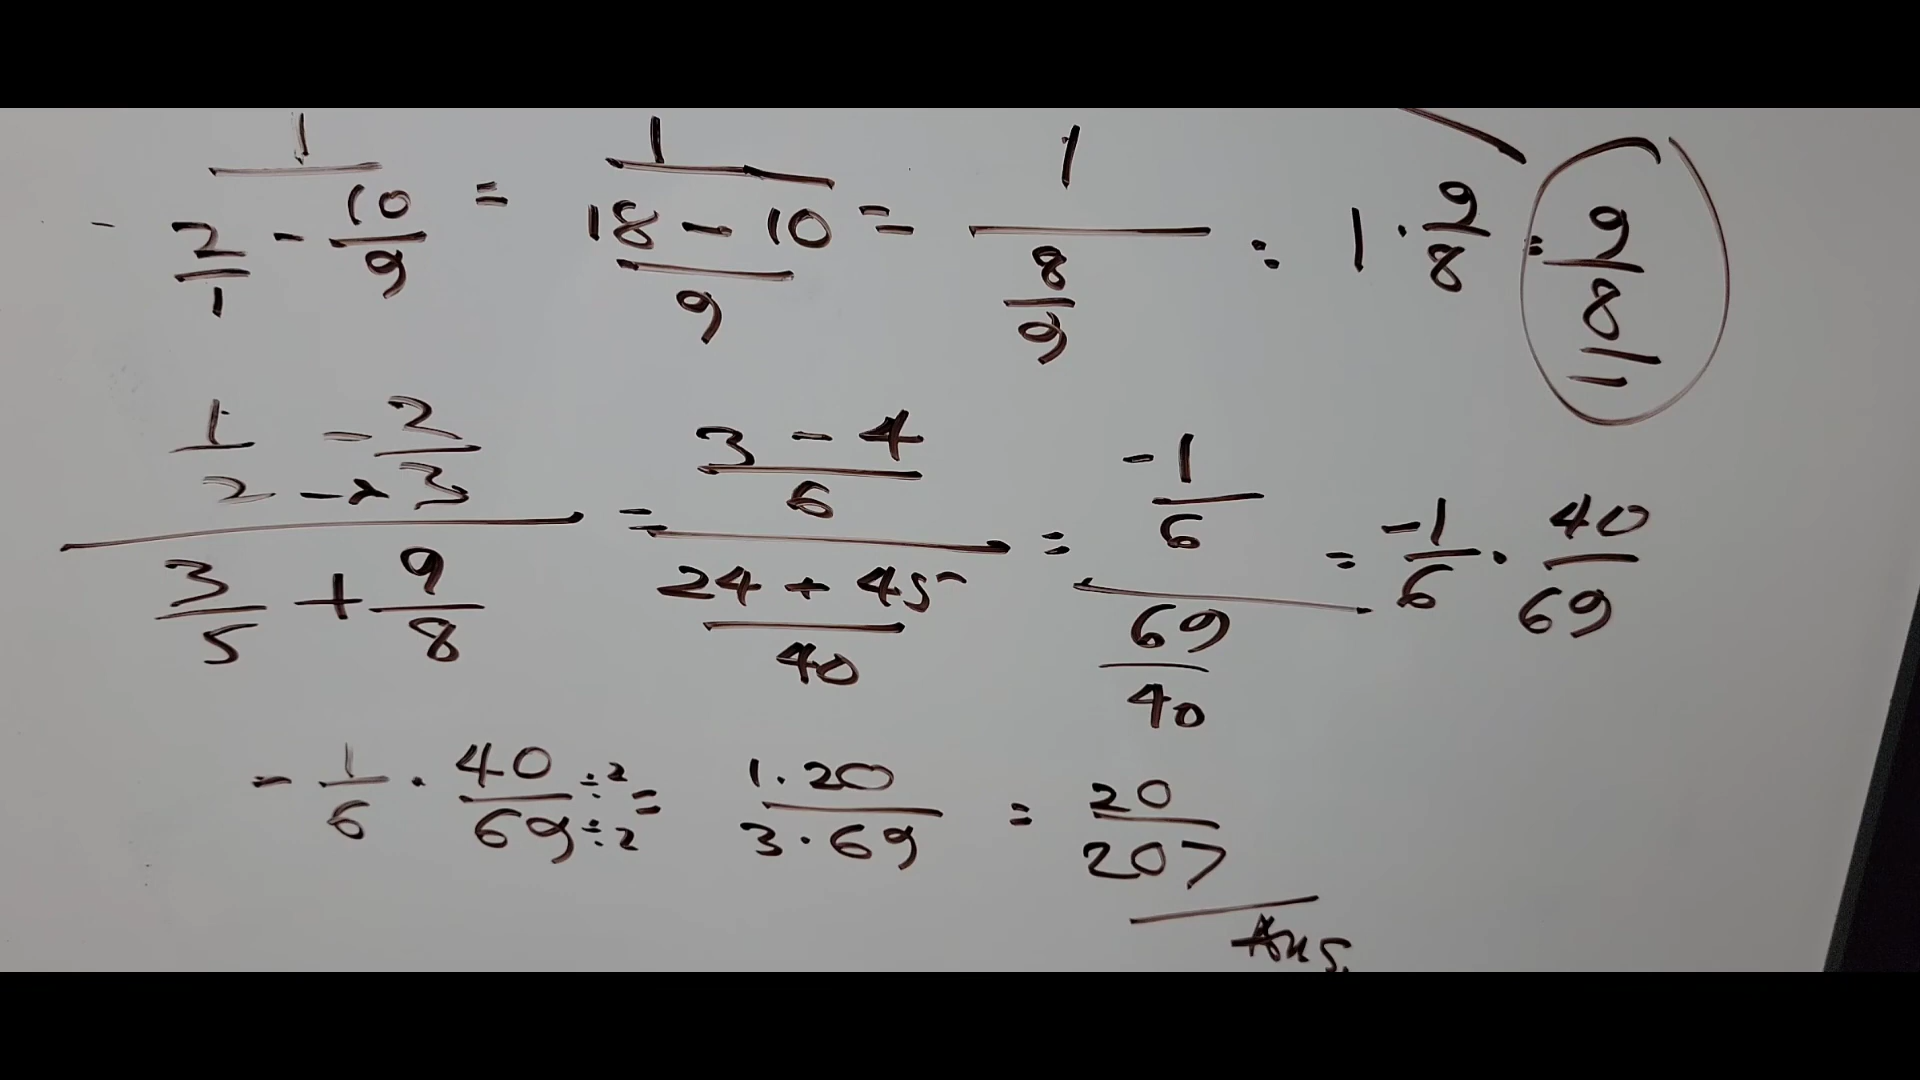 - 1/(2/1 - 10/9) = 1/((18 - 10)/9) = 1/(8/9) : 1 · 9/8 = 9/8
(1/2 - 2/3)/(3/5 + 9/8) = ((3 - 4)/6)/((24 + 45)/40) = (-1/6)/(69/40) = -1/6 · 40/69
- 1/6 · 40/69 ÷2 ÷2 = 1.20/3·69 = 20/207
Ans.